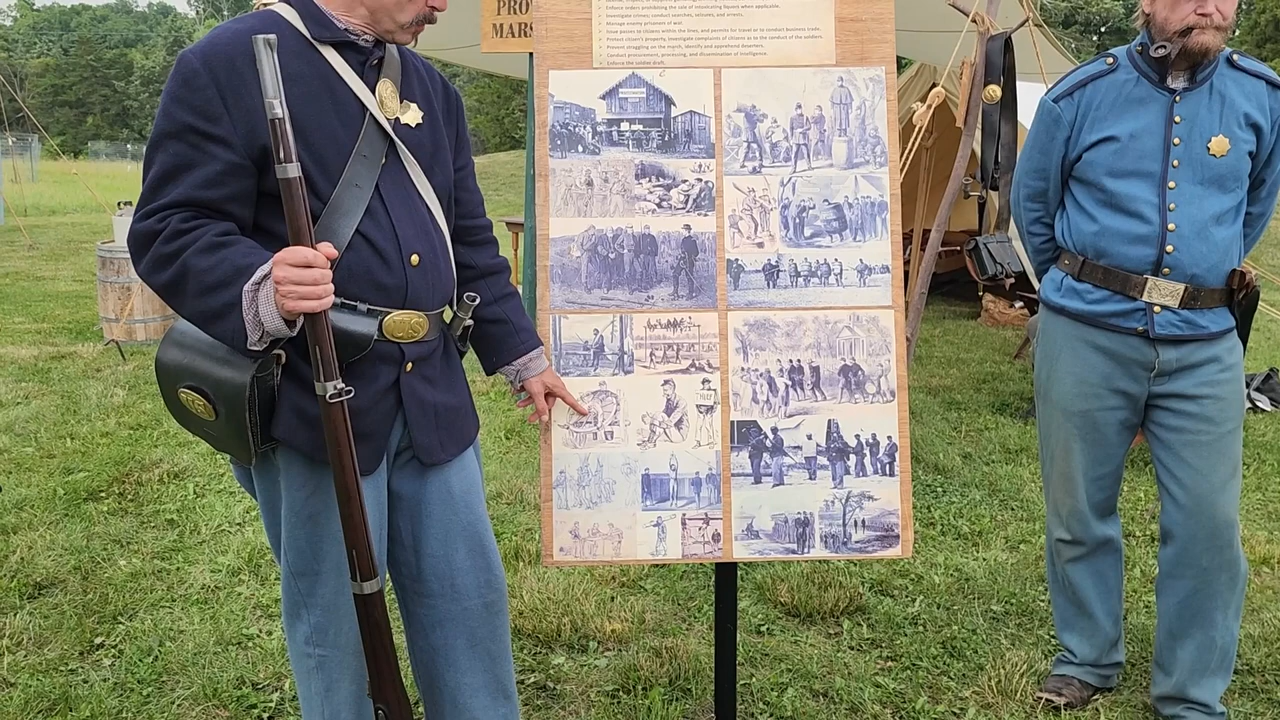 PRO
MARS
Enforce orders prohibiting the sale of intoxicating liquors when applicable.
Investigate crimes; conduct searches, seizures, and arrests.
Manage enemy prisoners of war.
Issue passes to citizens within the lines, and permits for travel or to conduct business trade.
Protect citizen's property, investigate complaints of citizens as to the conduct of the soldiers.
Prevent straggling on the march, identify and apprehend deserters.
Conduct procurement, processing, and dissemination of intelligence.
Enforce the soldier draft.
THIEF
US